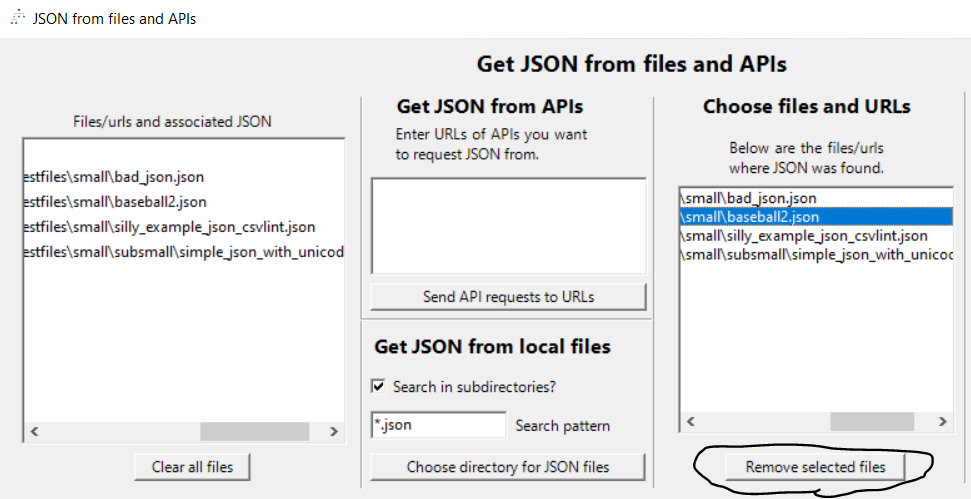 JSON from files and APIs
Get JSON from files and APIs
Files/urls and associated JSON
estfiles\small\bad_json.json
estfiles\small\baseball2.json
estfiles\small\silly_example_json_csvlint.json
estfiles\small\subsmall\simple_json_with_unicod
Clear all files
Get JSON from APIs
Enter URLs of APIs you want
to request JSON from.
Send API requests to URLs
Get JSON from local files
Search in subdirectories?
*.json
Search pattern
Choose directory for JSON files
Choose files and URLs
Below are the files/urls
where JSON was found.
\small\bad_json.json
\small\baseball2.json
\small\silly_example_json_csvlint.json
\small\subsmall\simple_json_with_unicod
Remove selected files